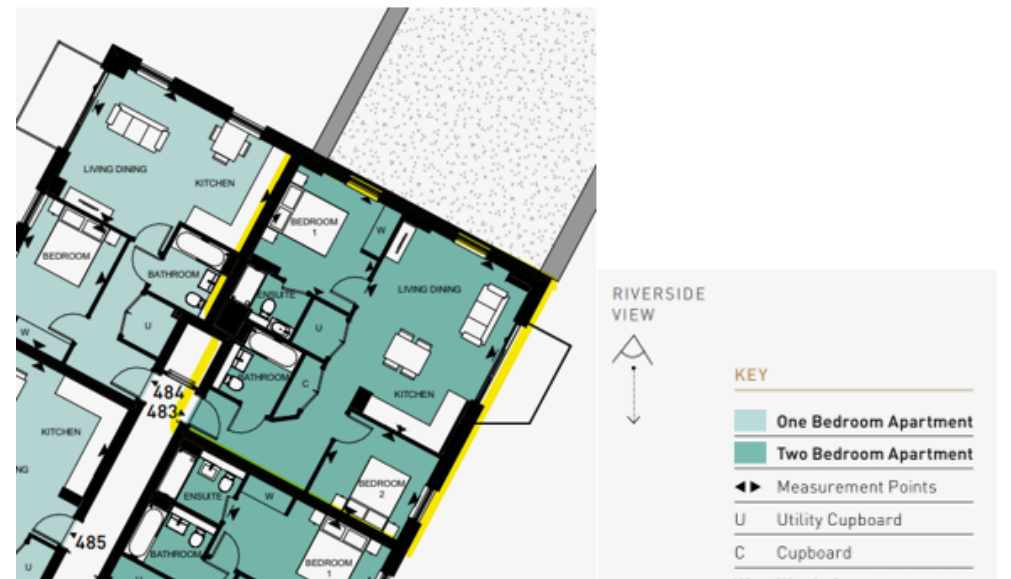 LIVING DINING
KITCHEN
BEDROOM
1
W
BEDROOM
BATHROOM
ENSUITE
LIVING DINING
U
U
W
BATHROOM
C
KITCHEN
484
483
KITCHEN
BEDROOM
2
ENSUITE
W
485
BATHROOM
BEDROOM
1
U
RIVERSIDE
VIEW
KEY
One Bedroom Apartment
Two Bedroom Apartment
Measurement Points
U Utility Cupboard
C Cupboard